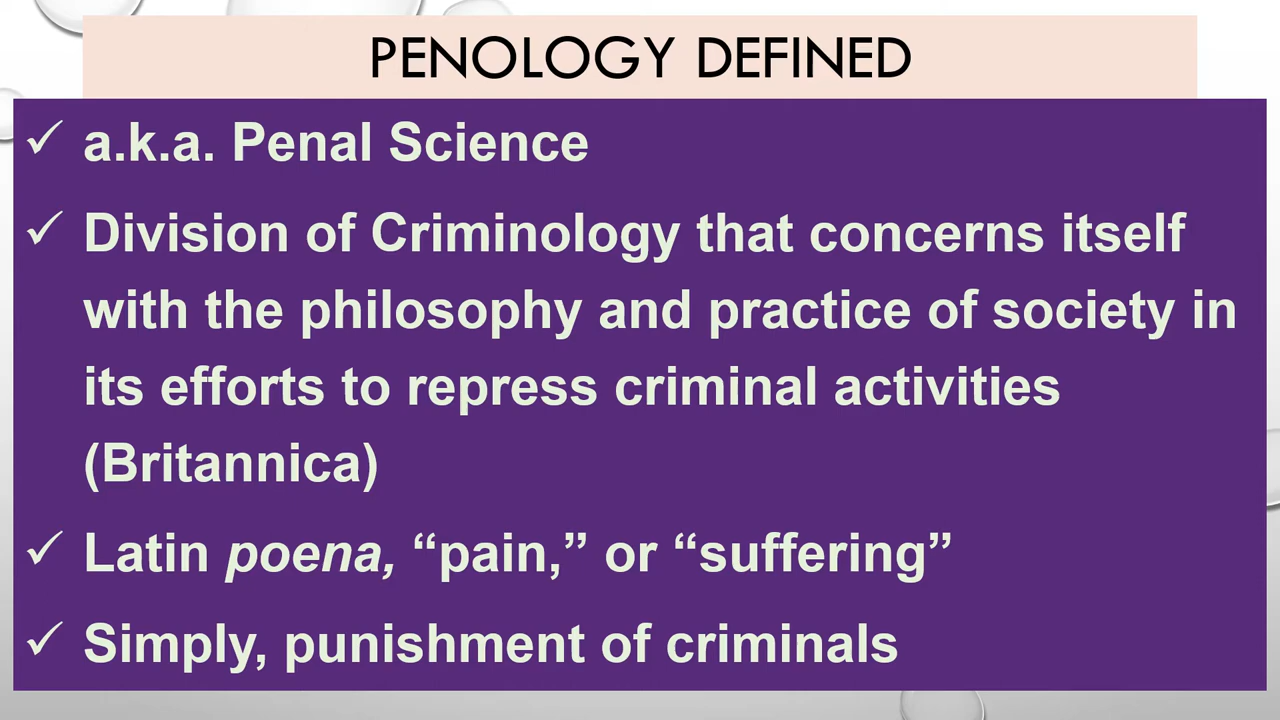 PENOLOGY DEFINED
✓ a.k.a. Penal Science
✓ Division of Criminology that concerns itself
with the philosophy and practice of society in
its efforts to repress criminal activities
(Britannica)
✓ Latin poena, “pain,” or “suffering”
✓ Simply, punishment of criminals